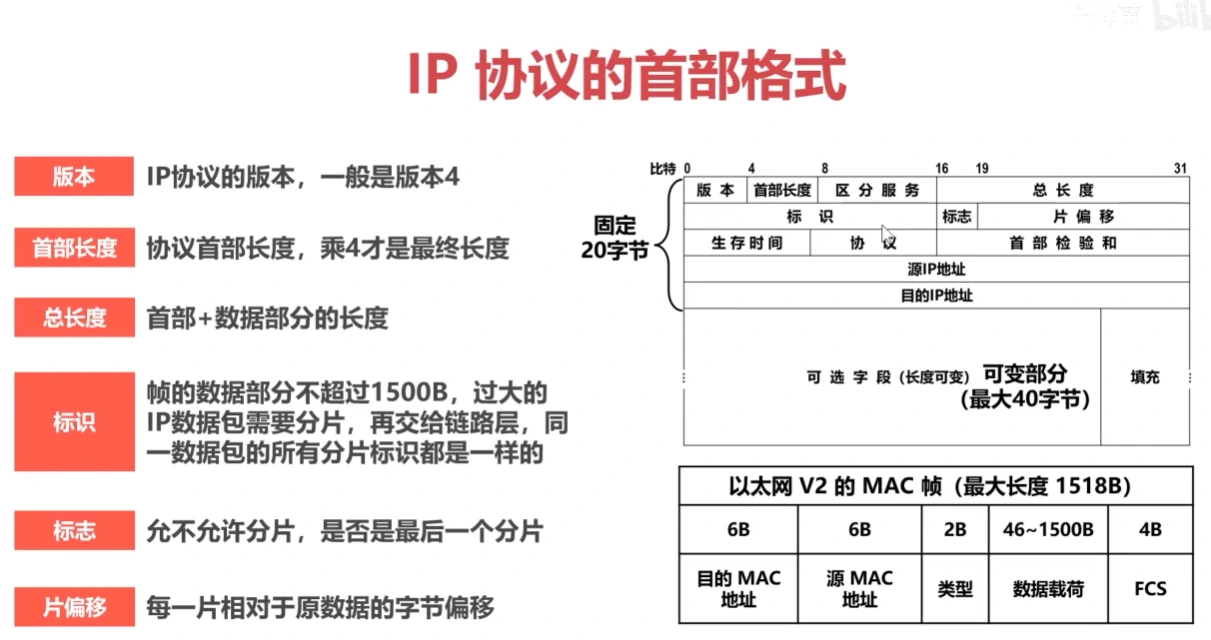 IP 协议的首部格式
版本
IP协议的版本，一般是版本4
首部长度
协议首部长度，乘4才是最终长度
总长度
首部+数据部分的长度
标识
帧的数据部分不超过1500B，过大的
IP数据包需要分片，再交给链路层，同
一数据包的所有分片标识都是一样的
标志
允不允许分片，是否是最后一个分片
片偏移
每一片相对于原数据的字节偏移
比特 0 4 8 16 19 31
版本 首部长度 区分服务 总长度
标识 标志 片偏移
固定
20字节
生存时间 协议 首部检验和
源IP地址
目的IP地址
可选字段（长度可变） 可变部分 填充
（最大40字节）
以太网 V2 的 MAC 帧（最大长度 1518B）
6B 6B 2B 46~1500B 4B
目的 MAC
地址
源 MAC
地址
类型 数据载荷 FCS